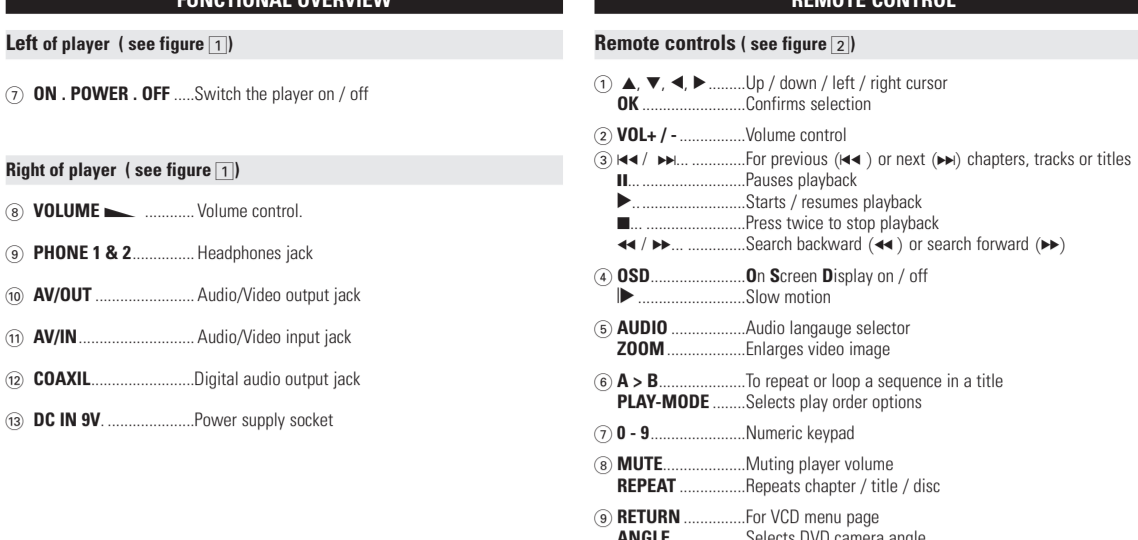 FUNCTIONAL OVERVIEW
Left of player ( see figure 1)
7 ON . POWER . OFF .....Switch the player on / off
Right of player ( see figure 1)
8 VOLUME ............ Volume control.
9 PHONE 1 & 2............... Headphones jack
10 AV/OUT ........................ Audio/Video output jack
11 AV/IN............................ Audio/Video input jack
12 COAXIL.........................Digital audio output jack
13 DC IN 9V. .....................Power supply socket
REMOTE CONTROL
Remote controls ( see figure 2)
1 ▲, ▼, ◀, ▶ .........Up / down / left / right cursor
OK .........................Confirms selection
2 VOL+ / - ................Volume control
3 ⏮ / ⏭... .............For previous (⏮ ) or next (⏭) chapters, tracks or titles
⏸... .........................Pauses playback
▶.. .........................Starts / resumes playback
■... .........................Press twice to stop playback
◀◀ / ▶▶... ..............Search backward (◀◀ ) or search forward (▶▶)
4 OSD.......................On Screen Display on / off
|▶ ..........................Slow motion
5 AUDIO ..................Audio langauge selector
ZOOM ...................Enlarges video image
6 A > B.....................To repeat or loop a sequence in a title
PLAY-MODE ........Selects play order options
7 0 - 9.......................Numeric keypad
8 MUTE....................Muting player volume
REPEAT ................Repeats chapter / title / disc
9 RETURN ...............For VCD menu page
ANGLE Selects DVD camera angle